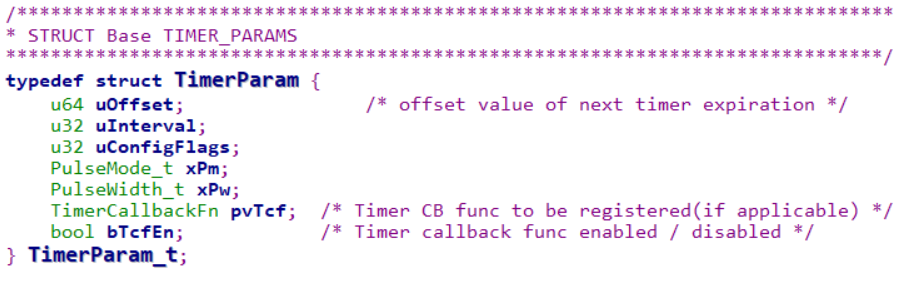 /******************************************************************************
* STRUCT Base TIMER_PARAMS
******************************************************************************/
typedef struct TimerParam {
    u64 uOffset;                /* offset value of next timer expiration */
    u32 uInterval;
    u32 uConfigFlags;
    PulseMode_t xPm;
    PulseWidth_t xPw;
    TimerCallbackFn pvTcf;  /* Timer CB func to be registered(if applicable) */
    bool bTcfEn;            /* Timer callback func enabled / disabled */
} TimerParam_t;